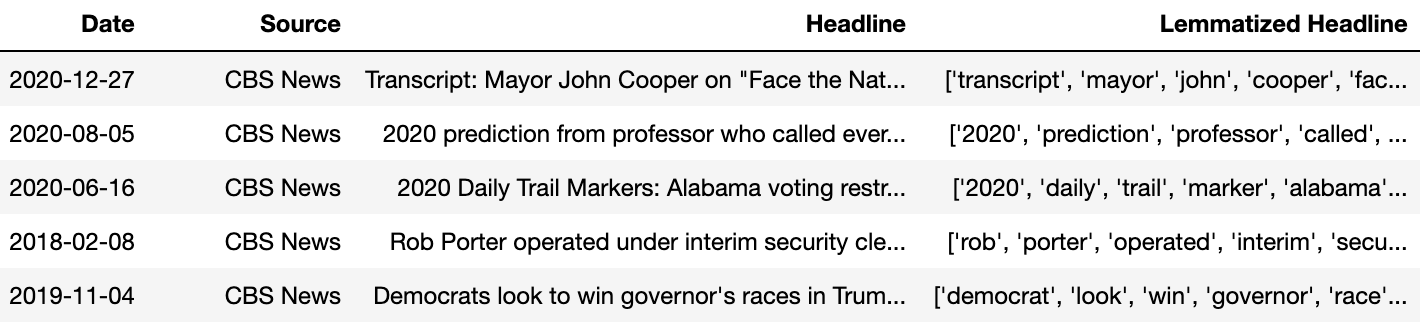 Date Source Headline Lemmatized Headline
2020-12-27 CBS News Transcript: Mayor John Cooper on "Face the Nat... ['transcript', 'mayor', 'john', 'cooper', 'fac...
2020-08-05 CBS News 2020 prediction from professor who called ever... ['2020', 'prediction', 'professor', 'called', ...
2020-06-16 CBS News 2020 Daily Trail Markers: Alabama voting restr... ['2020', 'daily', 'trail', 'marker', 'alabama'...
2018-02-08 CBS News Rob Porter operated under interim security cle... ['rob', 'porter', 'operated', 'interim', 'secu...
2019-11-04 CBS News Democrats look to win governor's races in Trum... ['democrat', 'look', 'win', 'governor', 'race'...